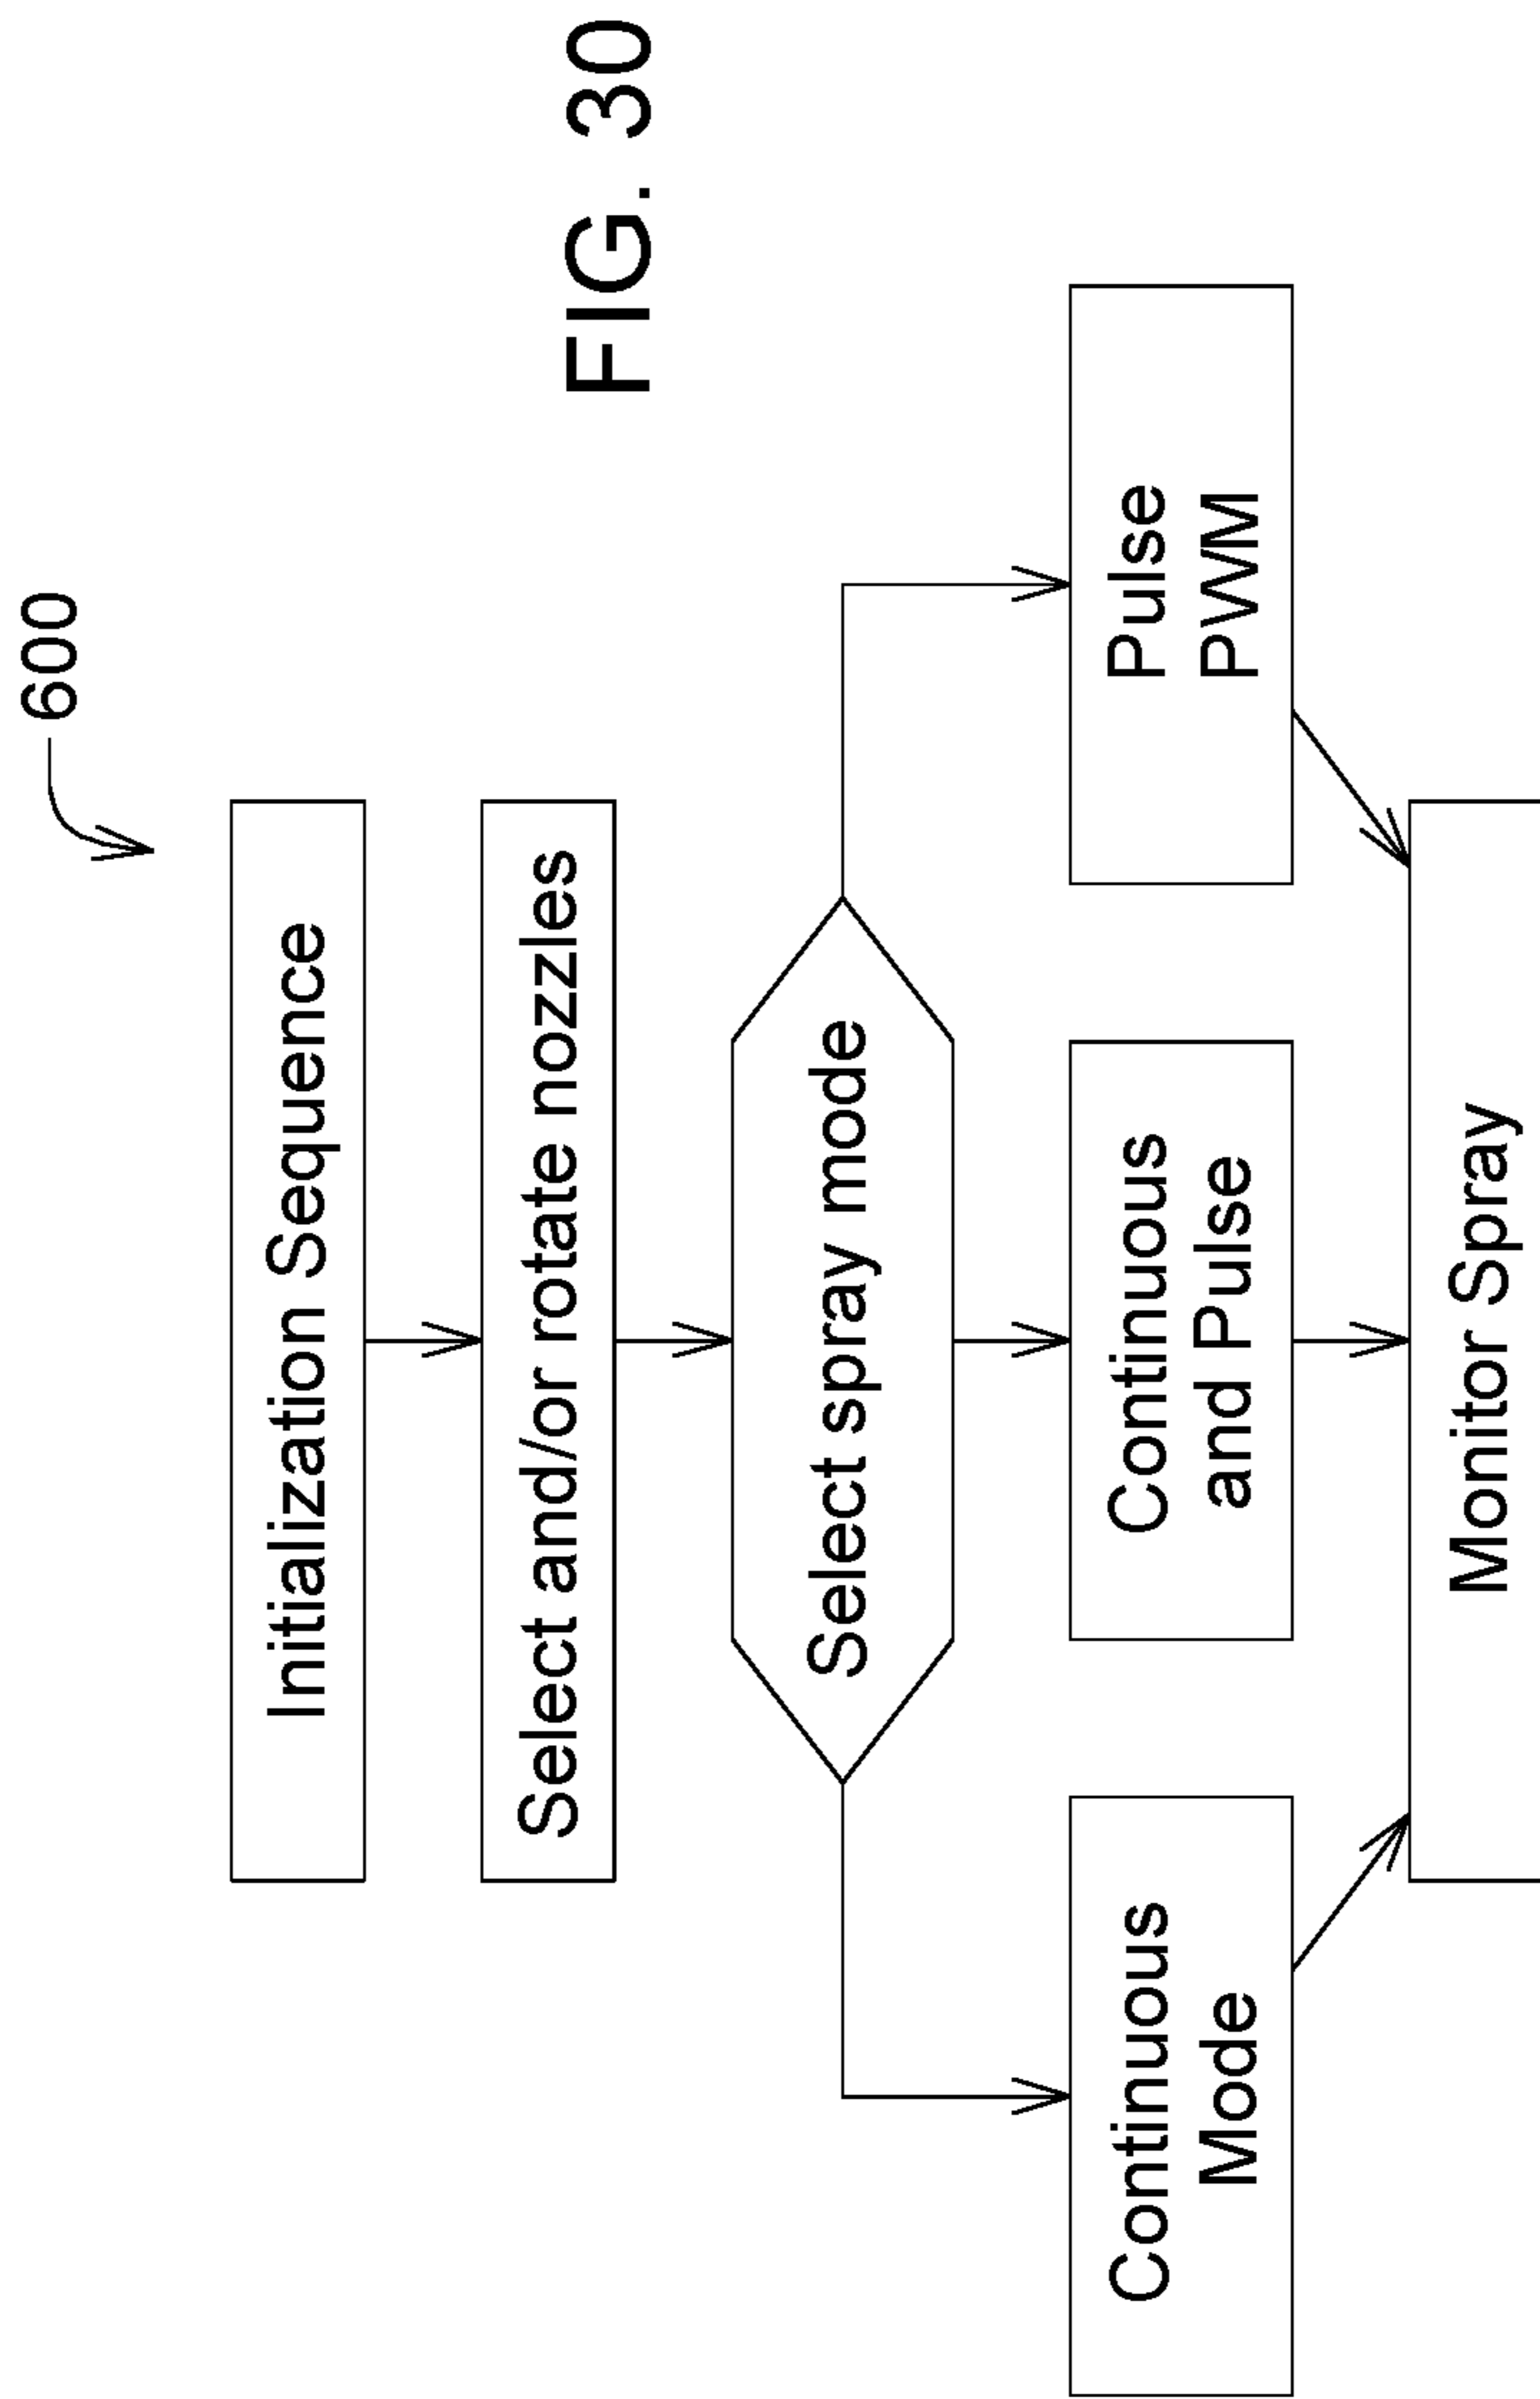 600
Initialization Sequence
Select and/or rotate nozzles
FIG. 30
Select spray mode
Continuous
Mode
Continuous
and Pulse
Pulse
PWM
Monitor Spray